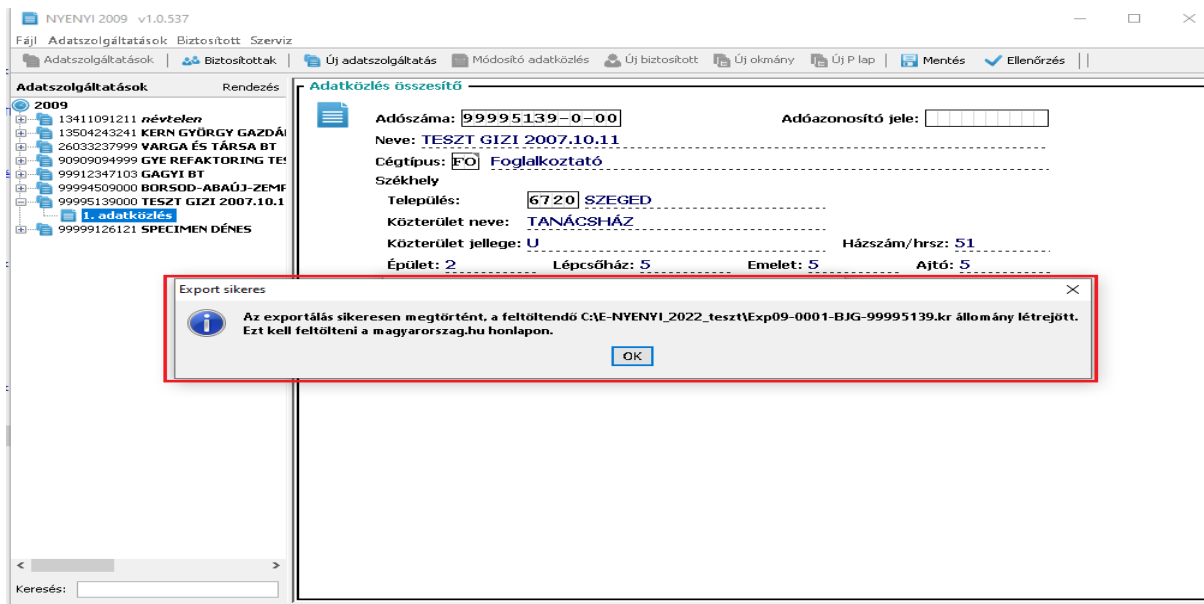 NYENYI 2009 v1.0.537
Fájl Adatszolgáltatások Biztosított Szerviz
Adatszolgáltatások Biztosítottak Új adatszolgáltatás Módosító adatközlés Új biztosított Új okmány Új P lap Mentés Ellenőrzés
Adatszolgáltatások Rendezés
2009
13411091211 névtelen
13504243241 KERN GYÖRGY GAZDÁ
26033237999 VARGA ÉS TÁRSA BT
90909094999 GYE REFAKTORING TE
99912347103 GAGYI BT
99994509000 BORSOD-ABAÚJ-ZEMP
99995139000 TESZT GIZI 2007.10.1
1. adatközlés
99999126121 SPECIMEN DÉNES
Keresés:
Adatközlés összesítő
Adószáma: 99995139-0-00 Adóazonosító jele:
Neve: TESZT GIZI 2007.10.11
Cégtípus: FO Foglalkoztató
Székhely
Település: 6720 SZEGED
Közterület neve: TANÁCSHÁZ
Közterület jellege: U Házszám/hrsz: 51
Épület: 2 Lépcsőház: 5 Emelet: 5 Ajtó: 5
Export sikeres
Az exportálás sikeresen megtörtént, a feltöltendő C:\E-NYENYI_2022_teszt\Exp09-0001-BJG-99995139.kr állomány létrejött.
Ezt kell feltölteni a magyarorszag.hu honlapon.
OK